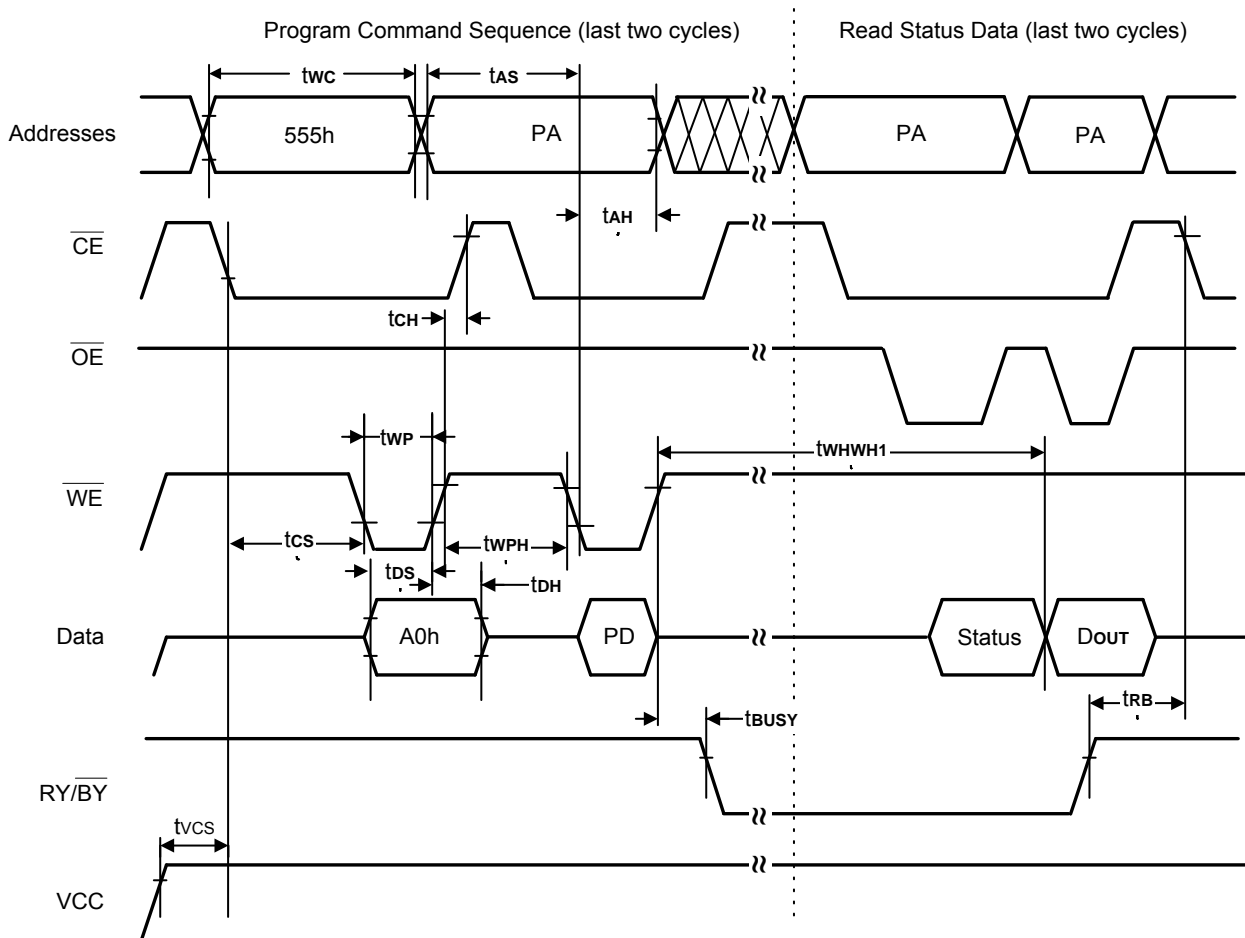 Program Command Sequence (last two cycles)
Read Status Data (last two cycles)
tWC
tAS
Addresses
555h
PA
PA
PA
tAH
CE
tCH
OE
tWP
tWHWH1
WE
tCS
tWPH
tDS
tDH
Data
A0h
PD
Status
DOUT
tBUSY
tRB
RY/BY
tVCS
VCC